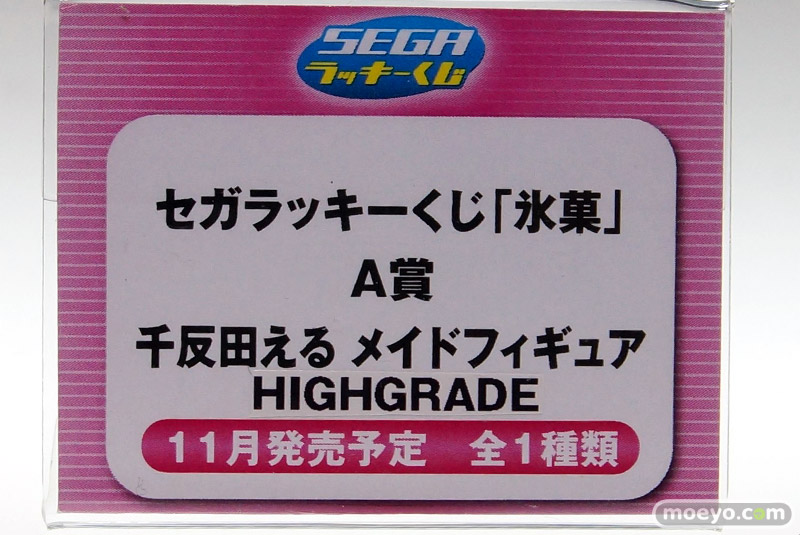 SEGA
ラッキーくじ
セガラッキーくじ「氷菓」
A賞
千反田える メイドフィギュア
HIGHGRADE
11月発売予定　全1種類
moeyo.com